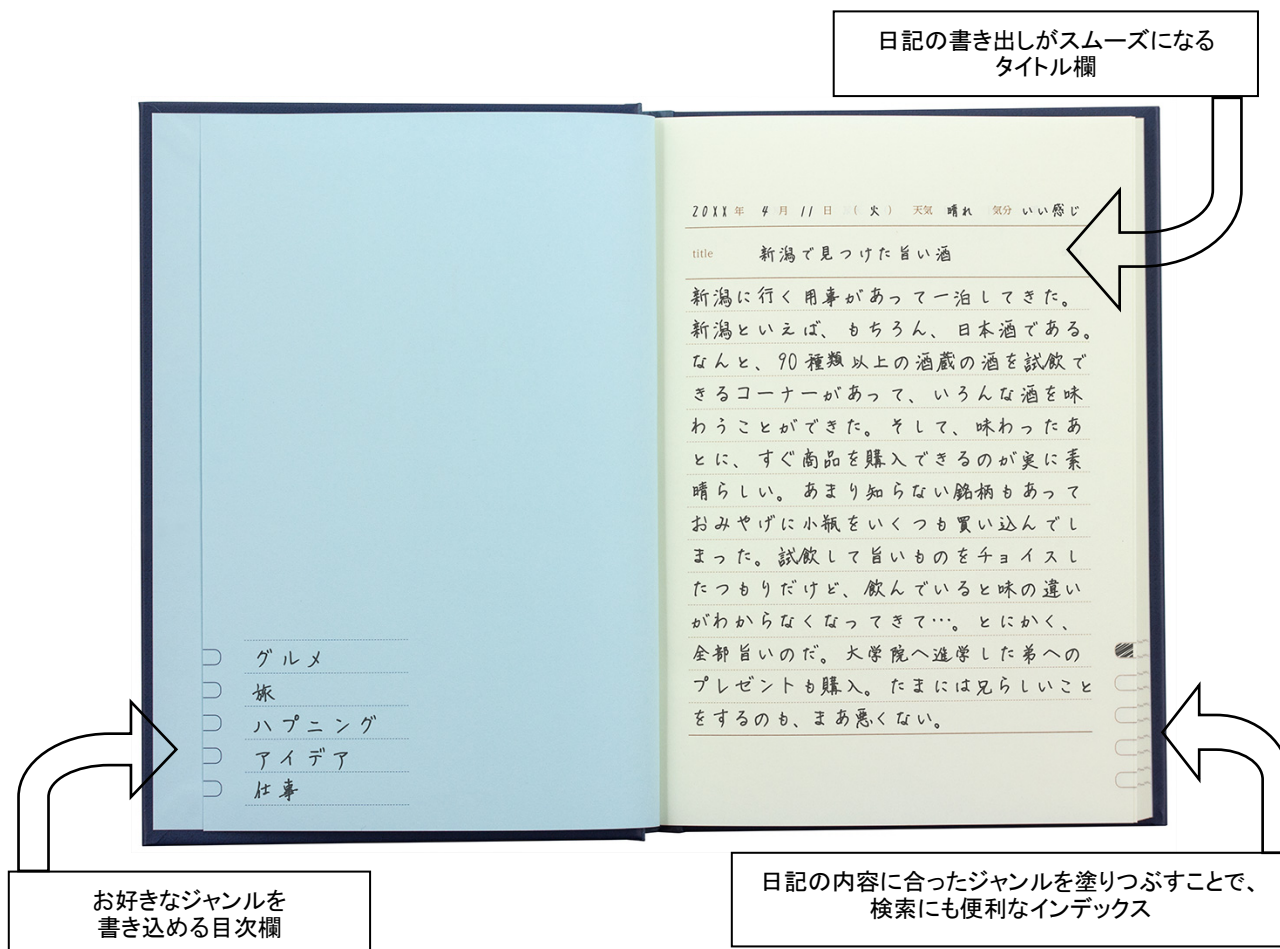 日記の書き出しがスムーズになる
タイトル欄
20XX年 4月11日(火) 天気 晴れ 気分 いい感じ
title 新潟で見つけた旨い酒
新潟に行く用事があって一泊してきた。
新潟といえば、もちろん、日本酒である。
なんと、90種類以上の酒蔵の酒を試飲で
きるコーナーがあって、いろんな酒を味
わうことができた。そして、味わったあ
とに、すぐ商品を購入できるのが実に素
晴らしい。あまり知らない銘柄もあって
おみやげに小瓶をいくつも買い込んでし
まった。試飲して旨いものをチョイスし
たつもりだけど、飲んでいると味の違い
がわからなくなってきて…。とにかく、
全部旨いのだ。大学院へ進学した弟への
プレゼントも購入。たまには兄らしいこと
をするのも、まあ悪くない。
グルメ
旅
ハプニング
アイデア
仕事
お好きなジャンルを
書き込める目次欄
日記の内容に合ったジャンルを塗りつぶすことで、
検索にも便利なインデックス